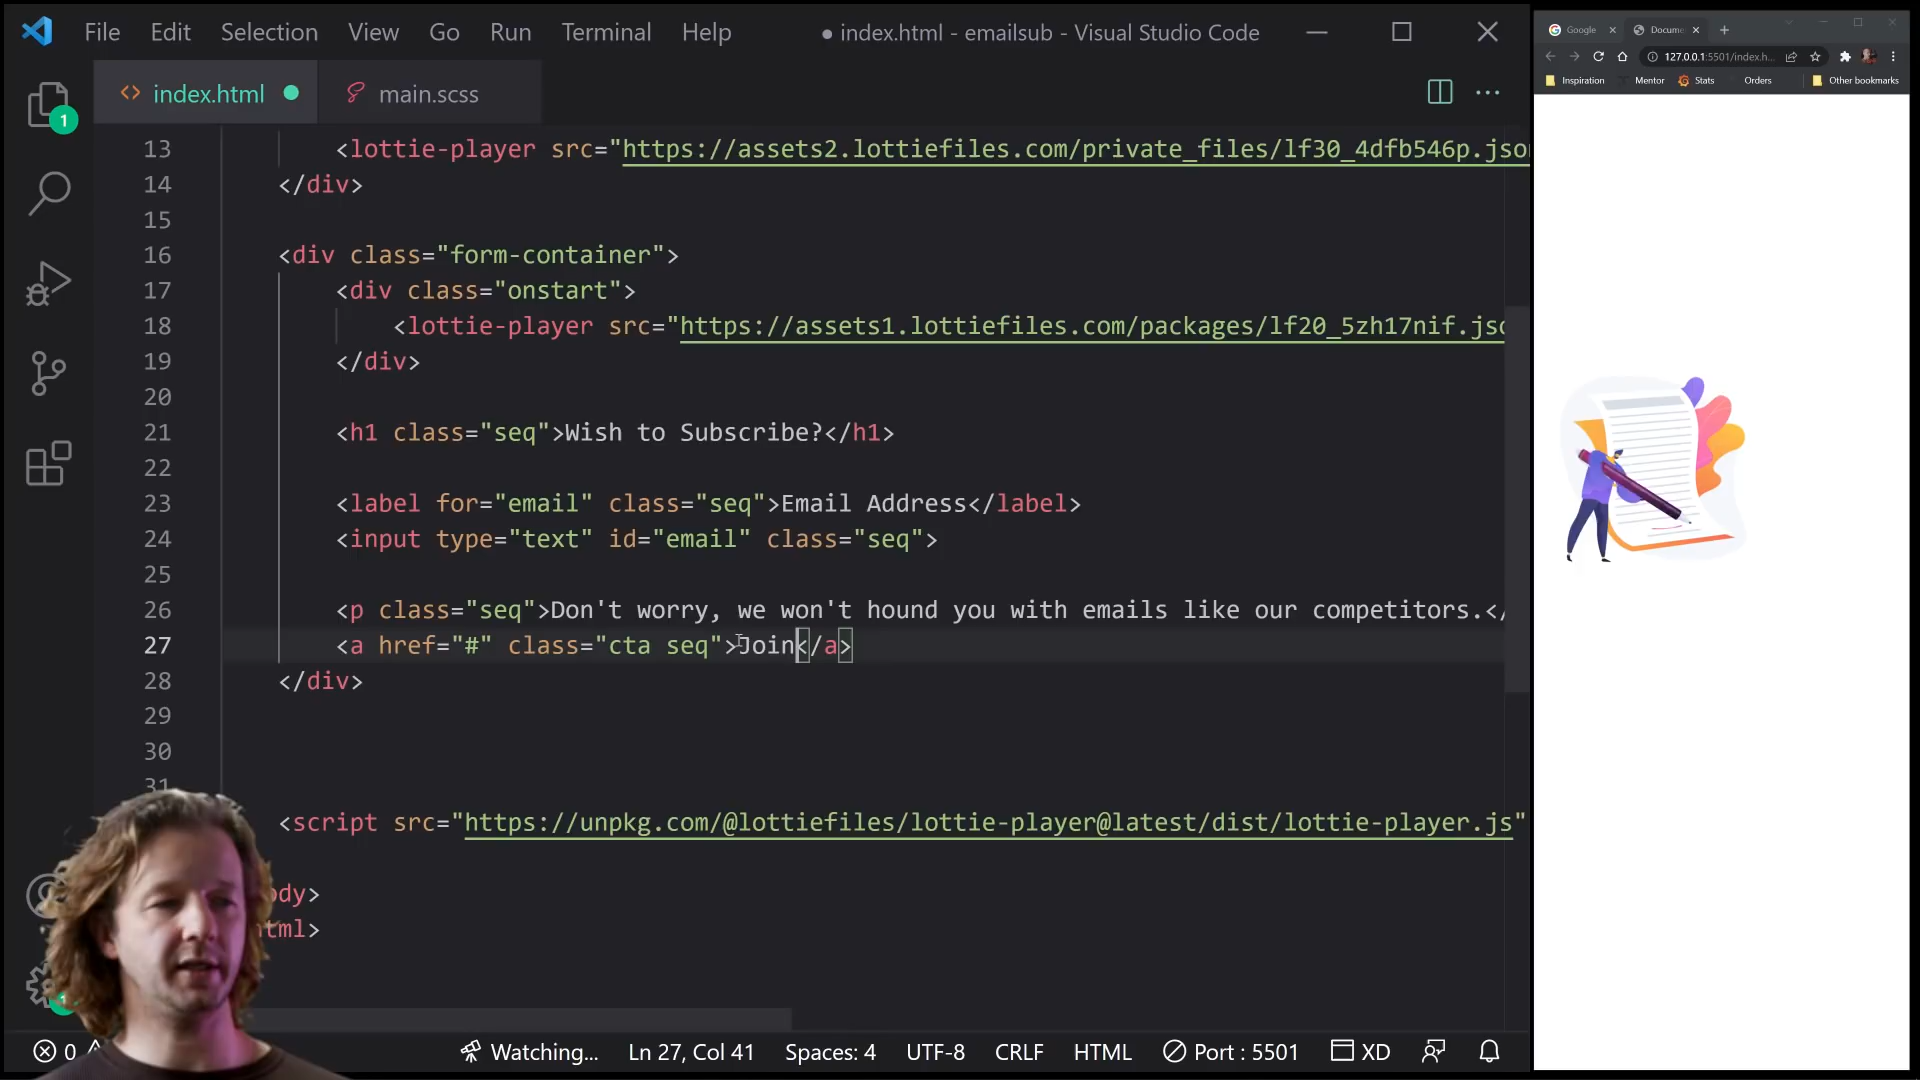 File Edit Selection View Go Run Terminal Help
● index.html - emailsub - Visual Studio Code
index.html
main.scss
1
13 <lottie-player src="https://assets2.lottiefiles.com/private_files/lf30_4dfb546p.json
14 </div>
15
16 <div class="form-container">
17 <div class="onstart">
18 <lottie-player src="https://assets1.lottiefiles.com/packages/lf20_5zh17nif.jso
19 </div>
20
21 <h1 class="seq">Wish to Subscribe?</h1>
22
23 <label for="email" class="seq">Email Address</label>
24 <input type="text" id="email" class="seq">
25
26 <p class="seq">Don't worry, we won't hound you with emails like our competitors.</
27 <a href="#" class="cta seq">Join</a>
28 </div>
29
30
31
<script src="https://unpkg.com/@lottiefiles/lottie-player@latest/dist/lottie-player.js"
ody>
tml>
0 Watching... Ln 27, Col 41 Spaces: 4 UTF-8 CRLF HTML Port : 5501 XD
Google Docume
127.0.0.1:5501/index.h...
Inspiration Mentor Stats Orders Other bookmarks